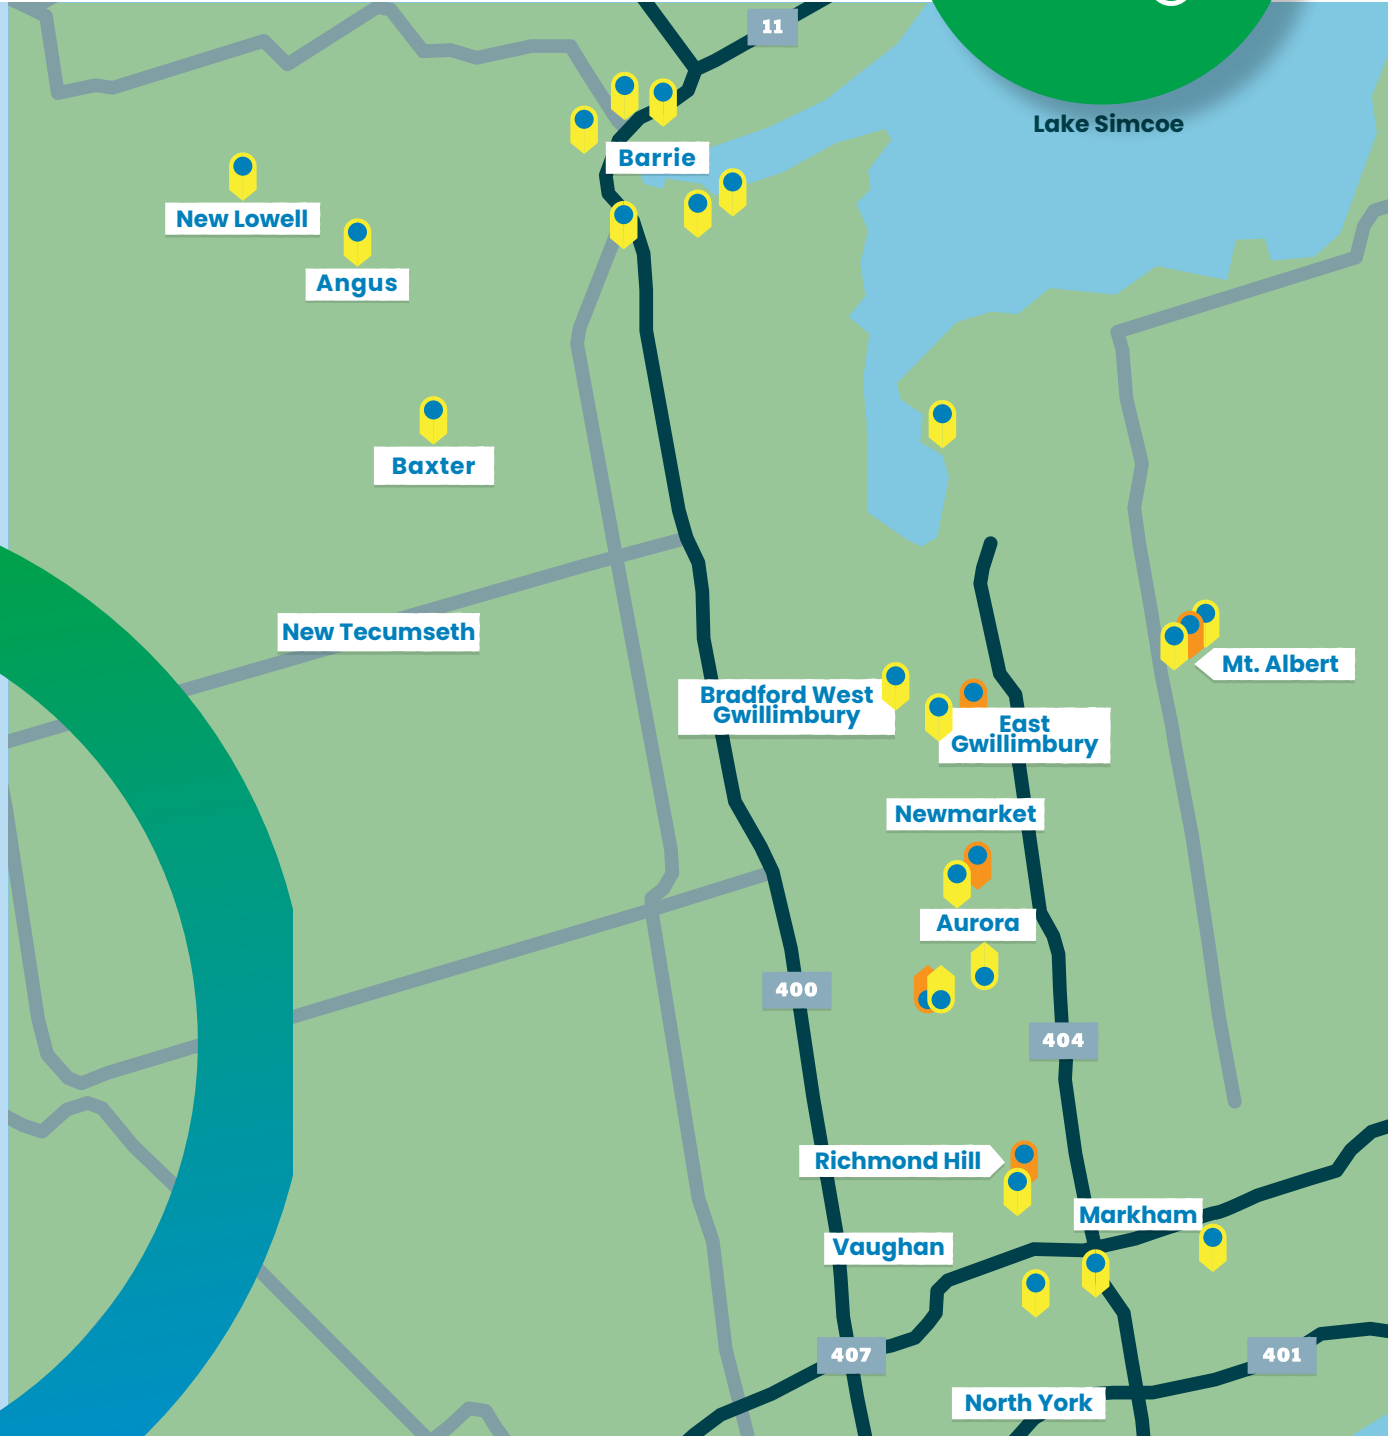 11
Lake Simcoe
Barrie
New Lowell
Angus
Baxter
New Tecumseth
Mt. Albert
Bradford West
Gwillimbury
East
Gwillimbury
Newmarket
Aurora
400
404
Richmond Hill
Markham
Vaughan
407
401
North York